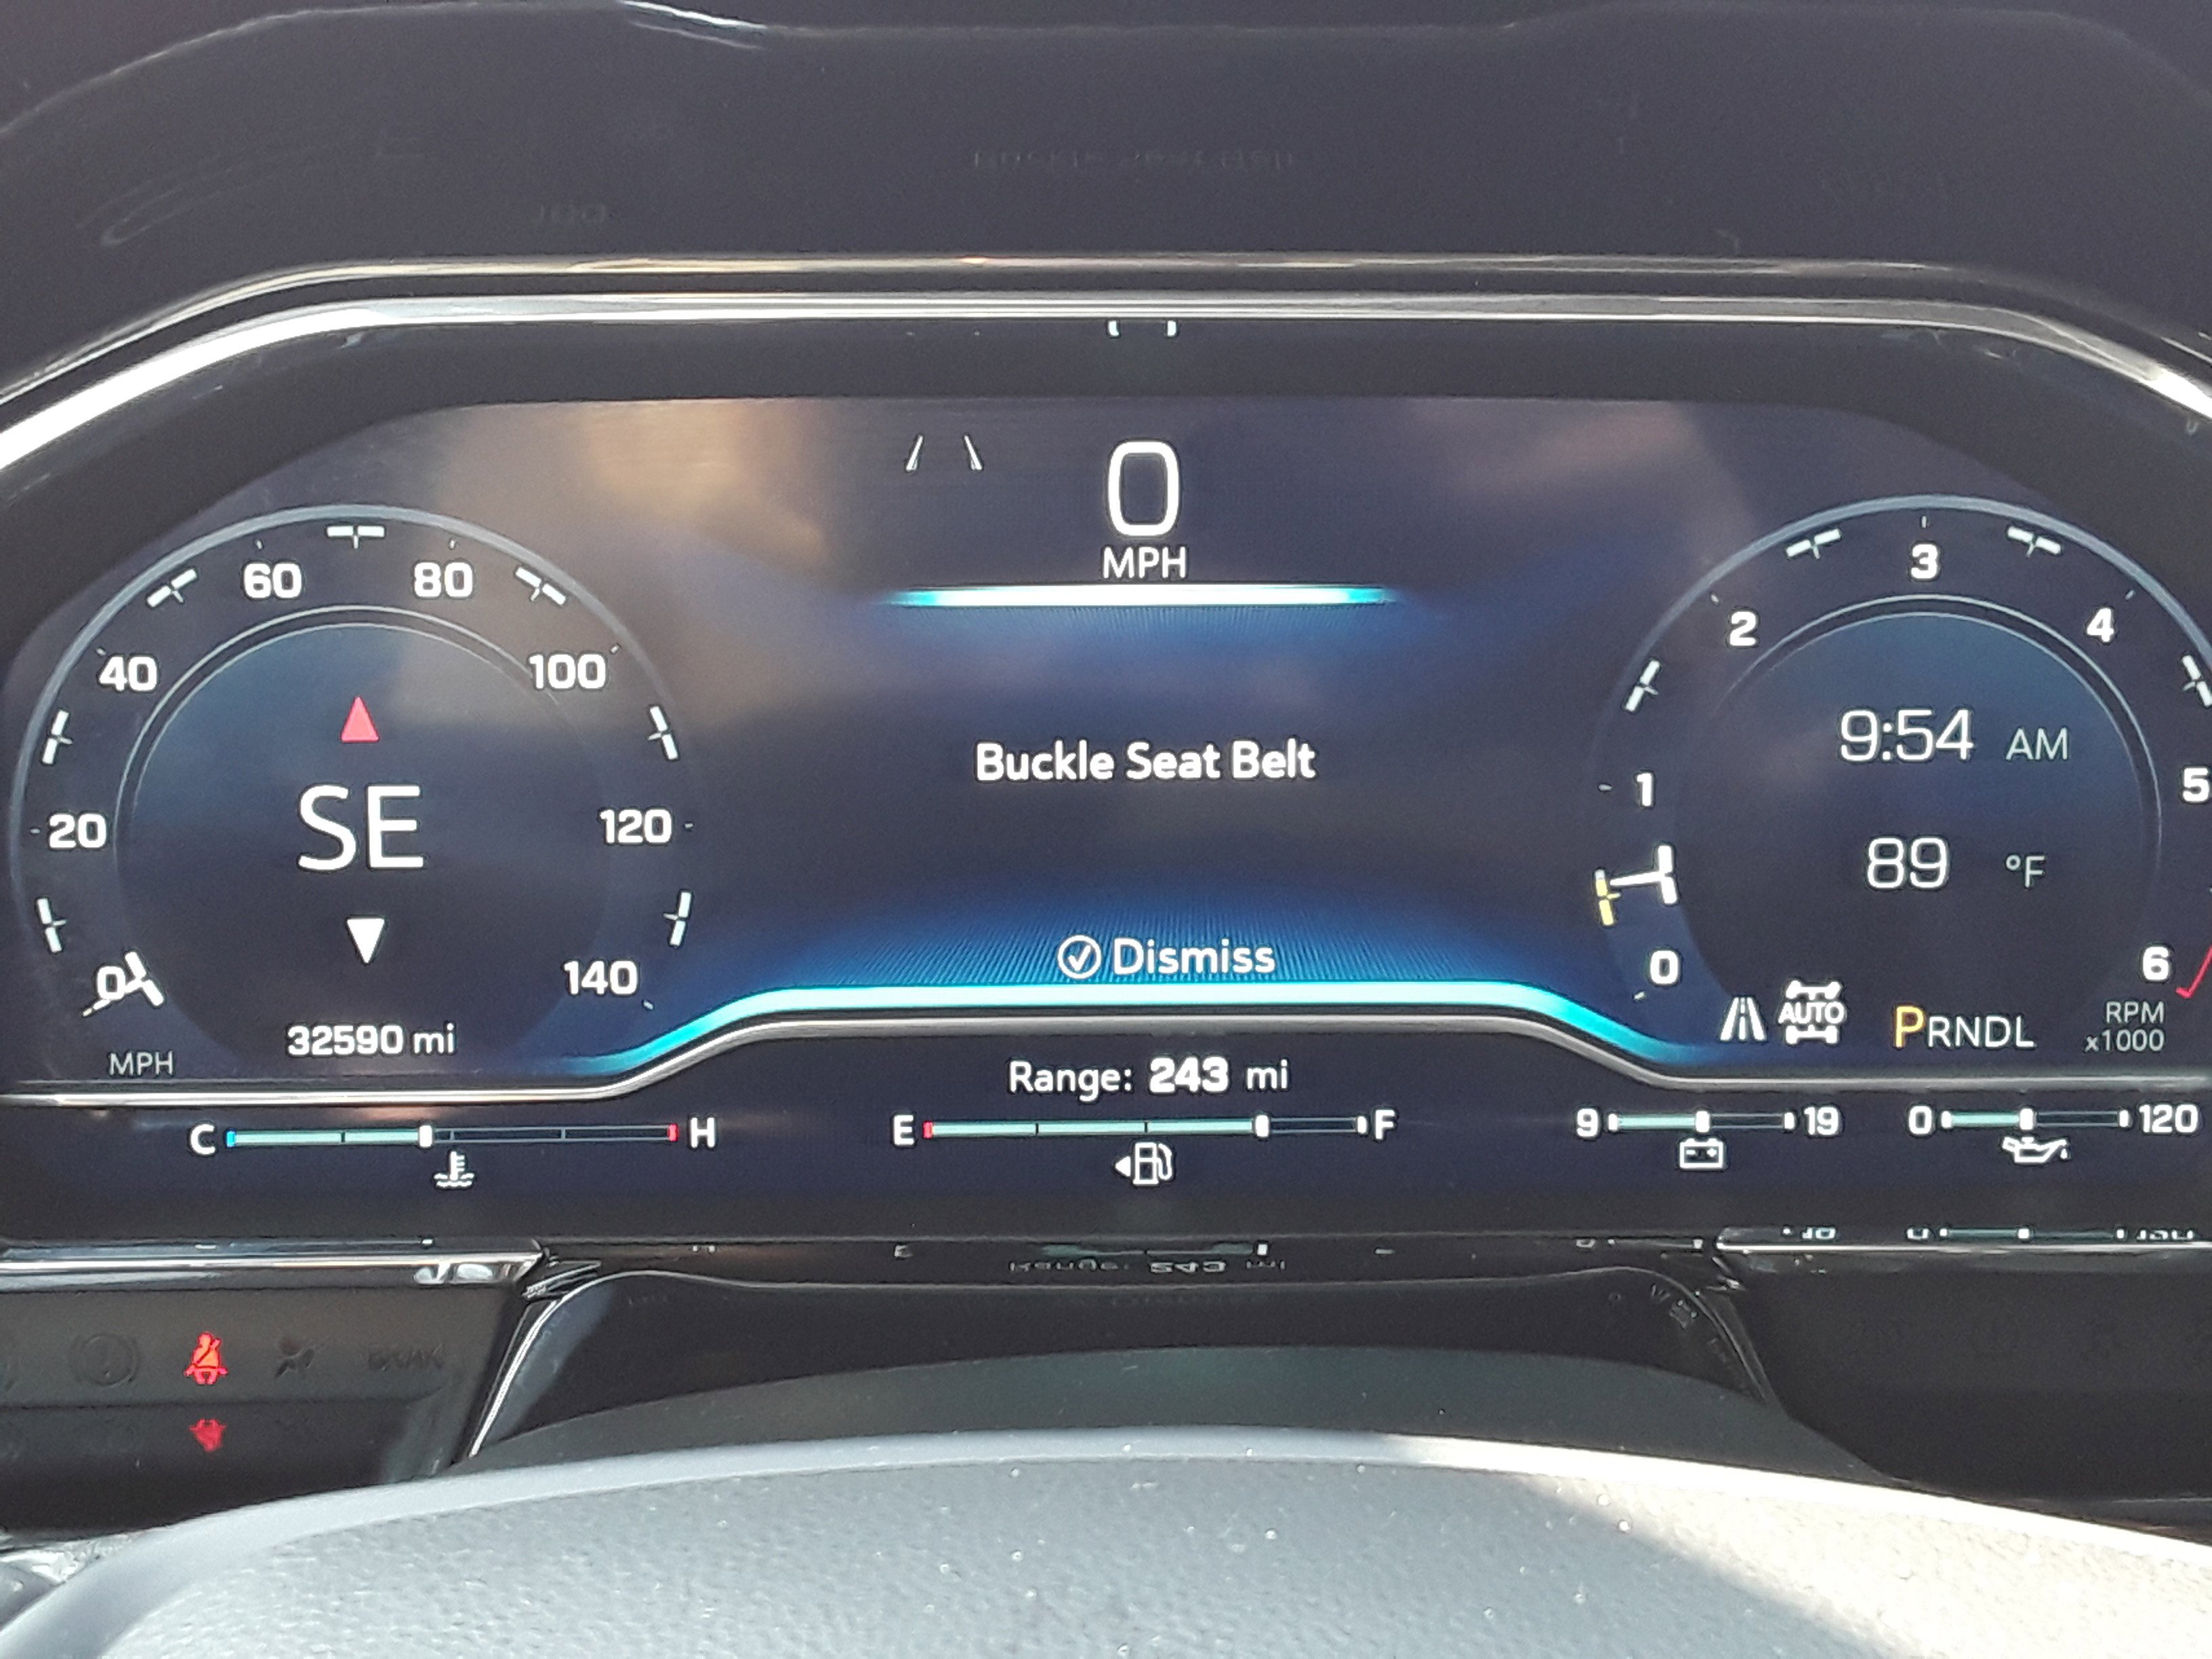 0
MPH
60 80
40 100
20 120
0 140
SE
32590 mi
MPH
Buckle Seat Belt
Dismiss
3
2 4
1 5
0 6
9:54 AM
89 °F
AUTO
PRNDL
RPM
x1000
Range: 243 mi
C H
E F
9 19
0 120